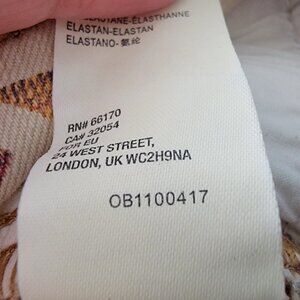 ELASTANE-ÉLASTHANNE
ELASTAN-ELASTAN
ELASTANO-氨纶
RN# 66170
CA# 32054
FOR EU
24 WEST STREET,
LONDON, UK WC2H9NA
OB1100417